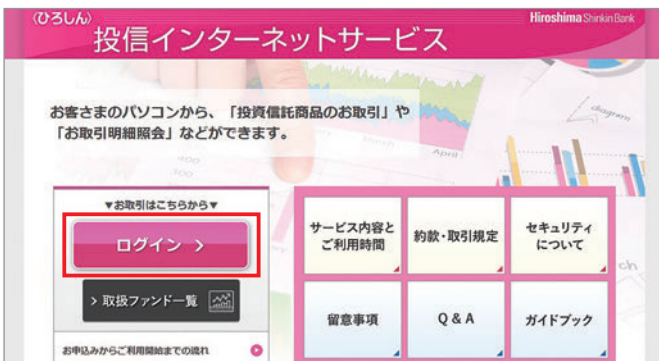 〈ひろしん〉
Hiroshima Shinkin Bank
投信インターネットサービス
お客さまのパソコンから、「投資信託商品のお取引」や
「お取引明細照会」などができます。
diagram
March
April
400
300
▼お取引はこちらから▼
ログイン >
> 取扱ファンド一覧
お申込みからご利用開始までの流れ
サービス内容と
ご利用時間
約款・取引規定
セキュリティ
について
留意事項
Q & A
ガイドブック